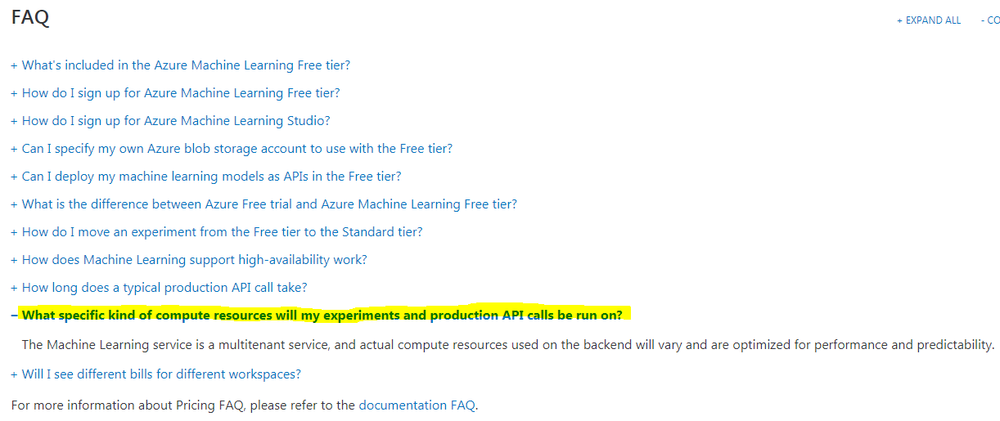 FAQ
+ EXPAND ALL - CO
+ What's included in the Azure Machine Learning Free tier?
+ How do I sign up for Azure Machine Learning Free tier?
+ How do I sign up for Azure Machine Learning Studio?
+ Can I specify my own Azure blob storage account to use with the Free tier?
+ Can I deploy my machine learning models as APIs in the Free tier?
+ What is the difference between Azure Free trial and Azure Machine Learning Free tier?
+ How do I move an experiment from the Free tier to the Standard tier?
+ How does Machine Learning support high-availability work?
+ How long does a typical production API call take?
− What specific kind of compute resources will my experiments and production API calls be run on?
The Machine Learning service is a multitenant service, and actual compute resources used on the backend will vary and are optimized for performance and predictability.
+ Will I see different bills for different workspaces?
For more information about Pricing FAQ, please refer to the documentation FAQ.